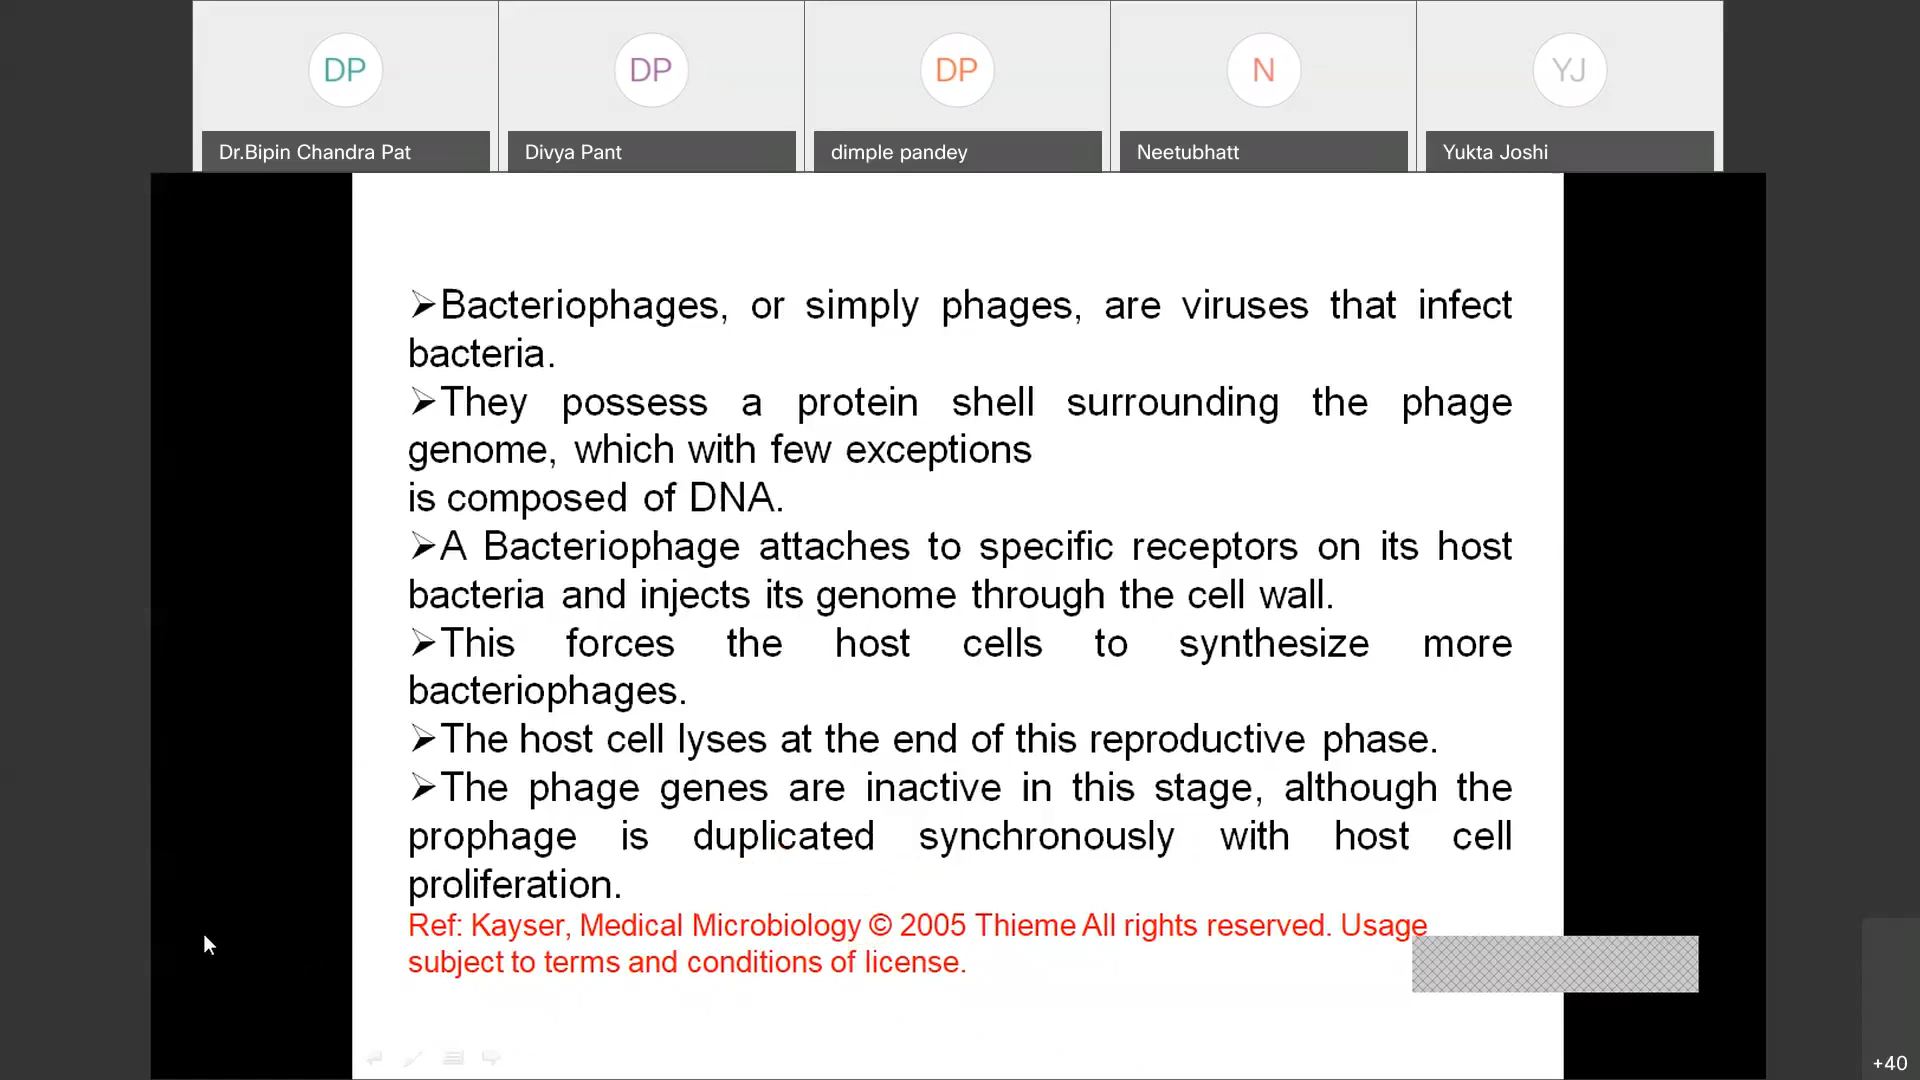 DP
DP
DP
N
YJ
Dr.Bipin Chandra Pat
Divya Pant
dimple pandey
Neetubhatt
Yukta Joshi
➢Bacteriophages, or simply phages, are viruses that infect
bacteria.
➢They possess a protein shell surrounding the phage
genome, which with few exceptions
is composed of DNA.
➢A Bacteriophage attaches to specific receptors on its host
bacteria and injects its genome through the cell wall.
➢This forces the host cells to synthesize more
bacteriophages.
➢The host cell lyses at the end of this reproductive phase.
➢The phage genes are inactive in this stage, although the
prophage is duplicated synchronously with host cell
proliferation.
Ref: Kayser, Medical Microbiology © 2005 Thieme All rights reserved. Usage
subject to terms and conditions of license.
+40